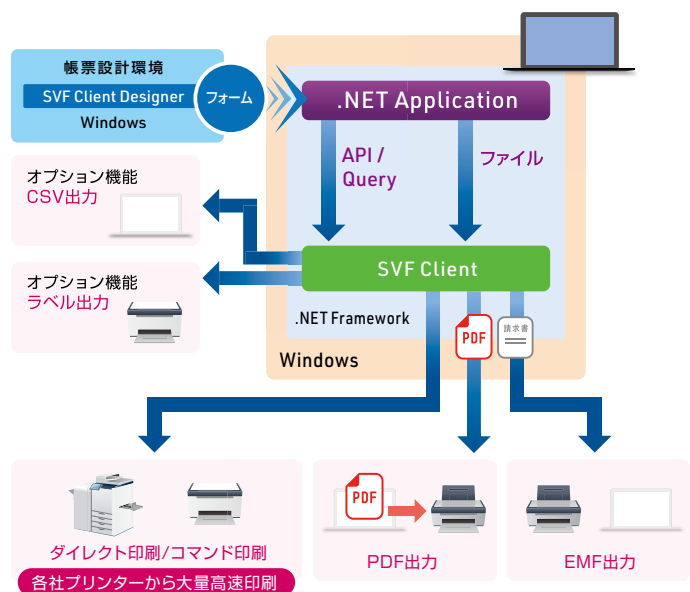 帳票設計環境
SVF Client Designer
Windows
フォーム
.NET Application
API /
Query
ファイル
オプション機能
CSV出力
SVF Client
オプション機能
ラベル出力
.NET Framework
PDF
請求書
Windows
PDF
ダイレクト印刷/コマンド印刷
各社プリンターから大量高速印刷
PDF出力
EMF出力